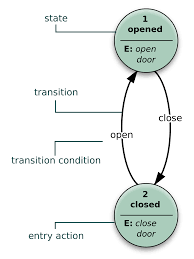 state
1
opened
E: open
door
transition
close
open
transition condition
2
closed
E: close
door
entry action